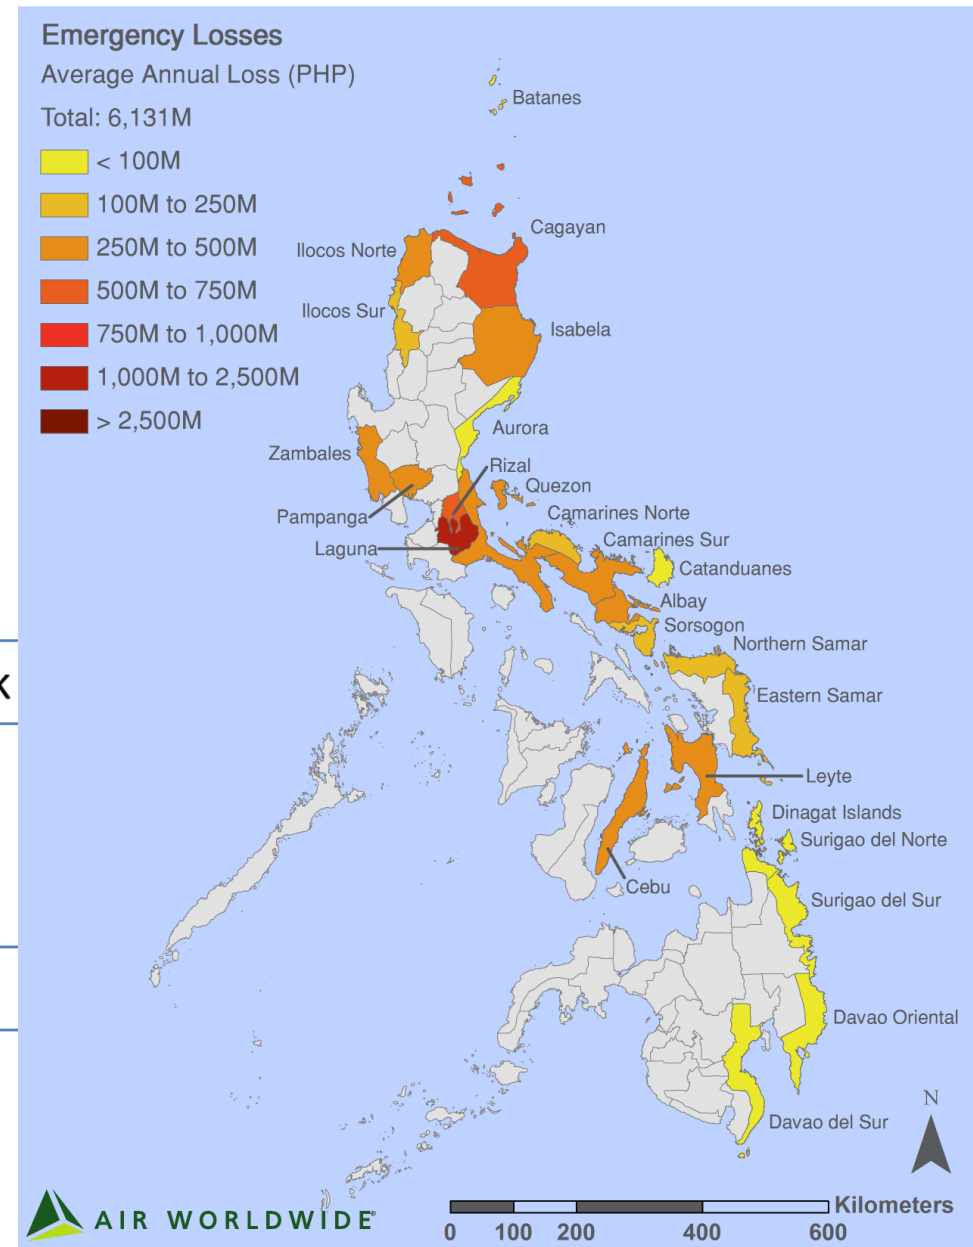 Emergency Losses
Average Annual Loss (PHP)
Total: 6,131M
< 100M
100M to 250M
250M to 500M
500M to 750M
750M to 1,000M
1,000M to 2,500M
> 2,500M
Batanes
Cagayan
Ilocos Norte
Ilocos Sur
Isabela
Aurora
Zambales
Rizal
Quezon
Pampanga
Camarines Norte
Laguna
Camarines Sur
Catanduanes
Albay
Sorsogon
Northern Samar
Eastern Samar
Leyte
Dinagat Islands
Surigao del Norte
Cebu
Surigao del Sur
Davao Oriental
Davao del Sur
N
AIR WORLDWIDE®
Kilometers
0 100 200 400 600